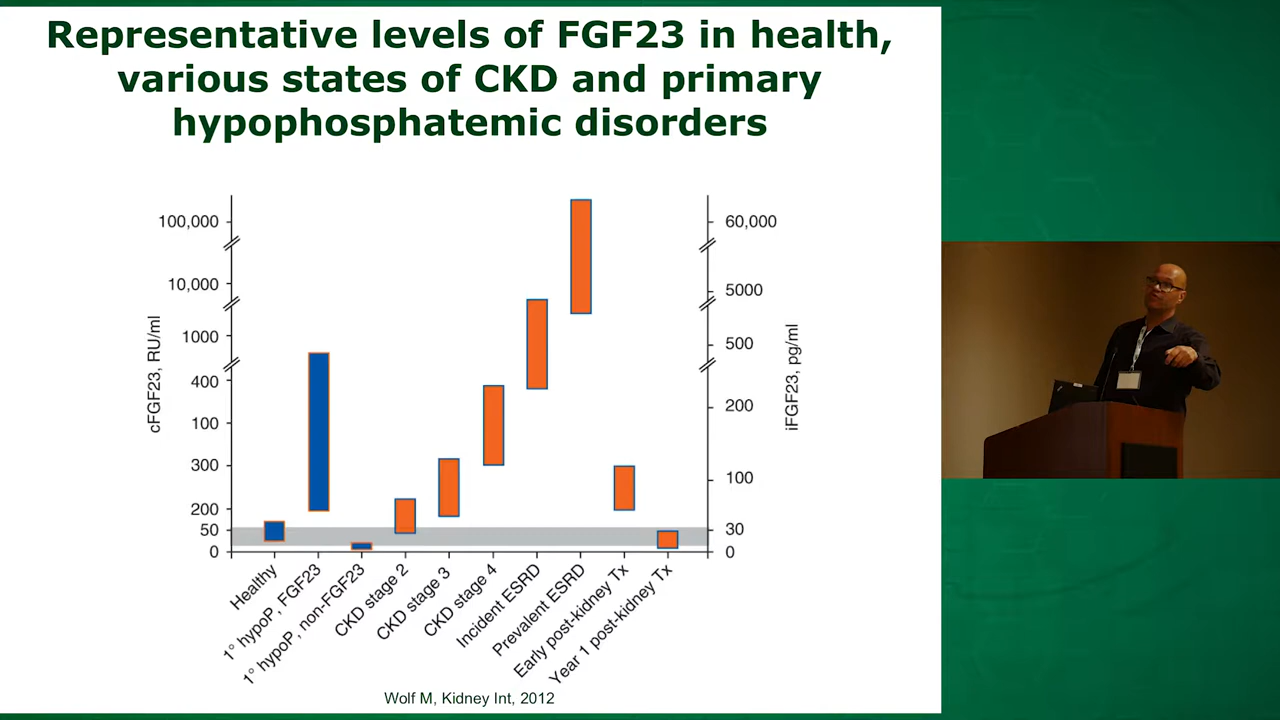 Representative levels of FGF23 in health,
various states of CKD and primary
hypophosphatemic disorders
100,000
10,000
1000
400
100
300
200
50
0
cFGF23, RU/ml
60,000
5000
500
200
100
30
0
iFGF23, pg/ml
Healthy
1° hypoP, FGF23
1° hypoP, non-FGF23
CKD stage 2
CKD stage 3
CKD stage 4
Incident ESRD
Prevalent ESRD
Early post-kidney Tx
Year 1 post-kidney Tx
Wolf M, Kidney Int, 2012